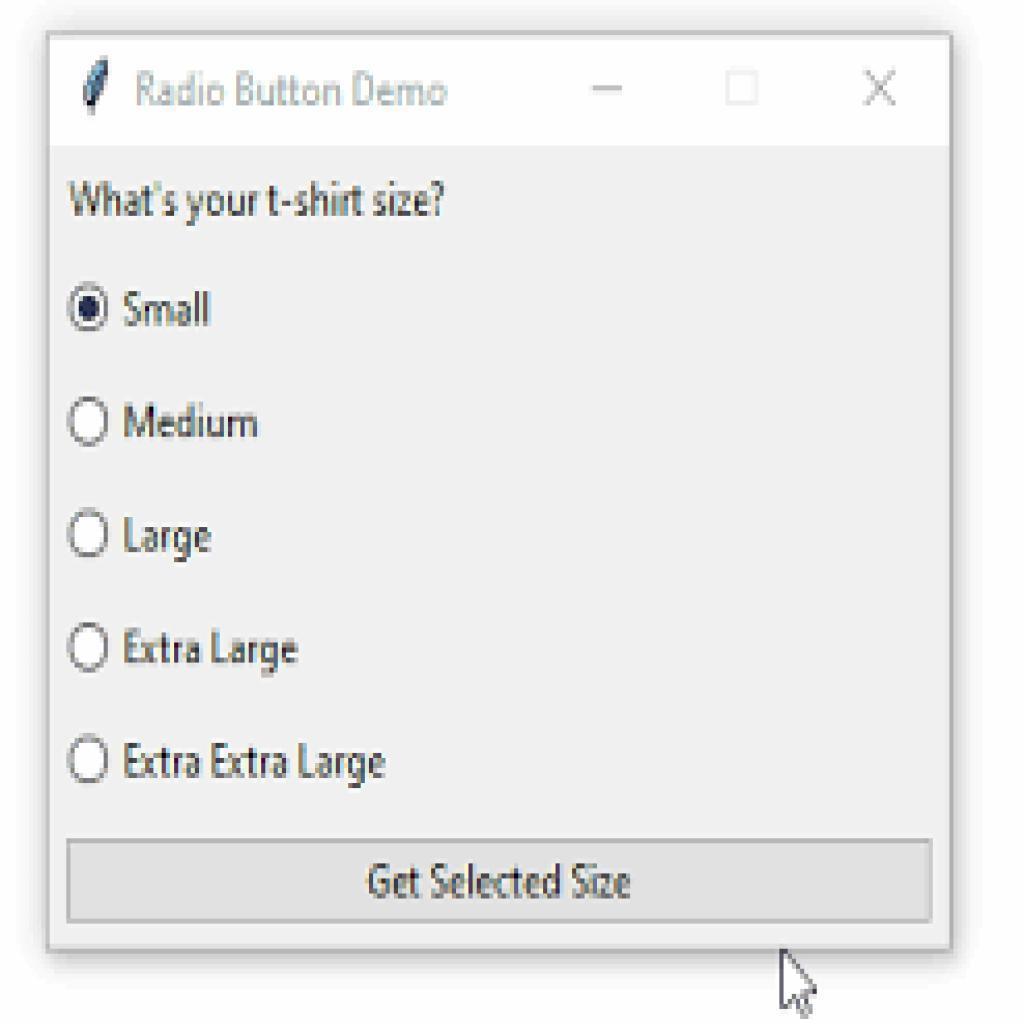 Radio Button Demo
What's your t-shirt size?
Small
Medium
Large
Extra Large
Extra Extra Large
Get Selected Size